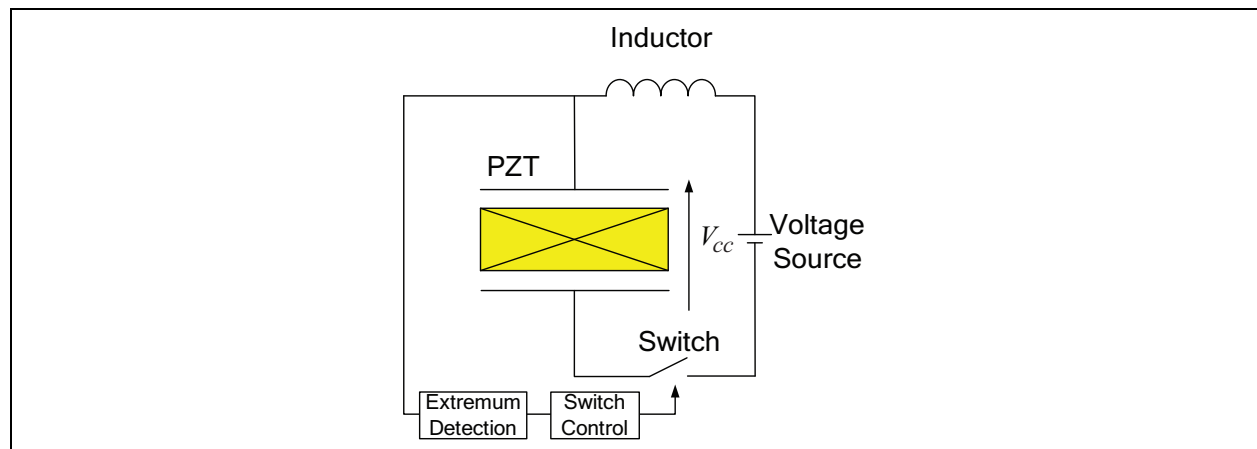 Inductor
PZT
Vcc
Voltage
Source
Switch
Extremum
Detection
Switch
Control